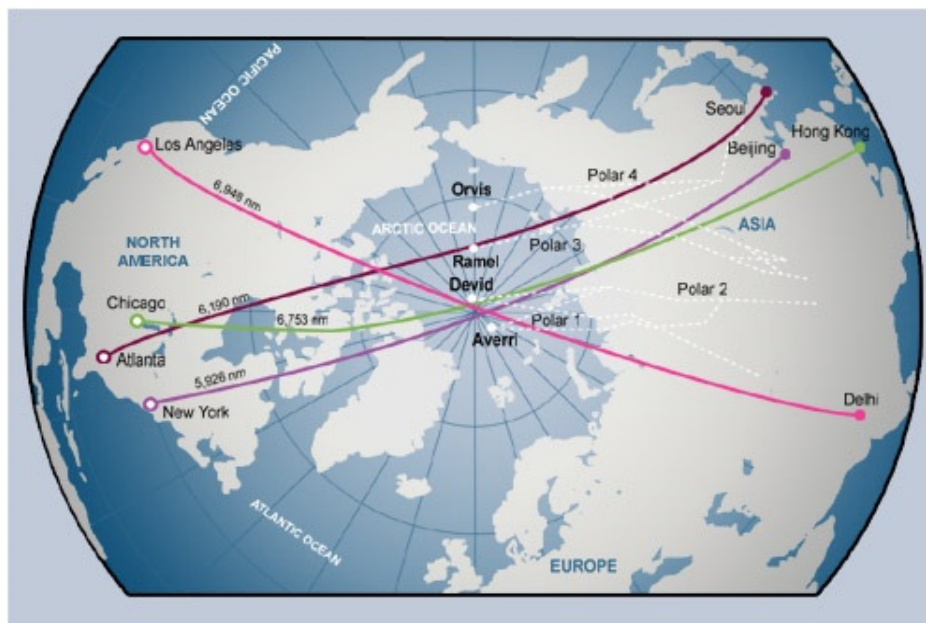 PACIFIC OCEAN
Seoul
Los Angeles
Hong Kong
Beijing
6,948 nm
Orvis
Polar 4
ARCTIC OCEAN
ASIA
NORTH
AMERICA
Polar 3
Ramel
Devid
Polar 2
Chicago
6,190 nm
6,753 nm
Polar 1
Averri
Atlanta
5,926 nm
New York
Delhi
ATLANTIC OCEAN
EUROPE